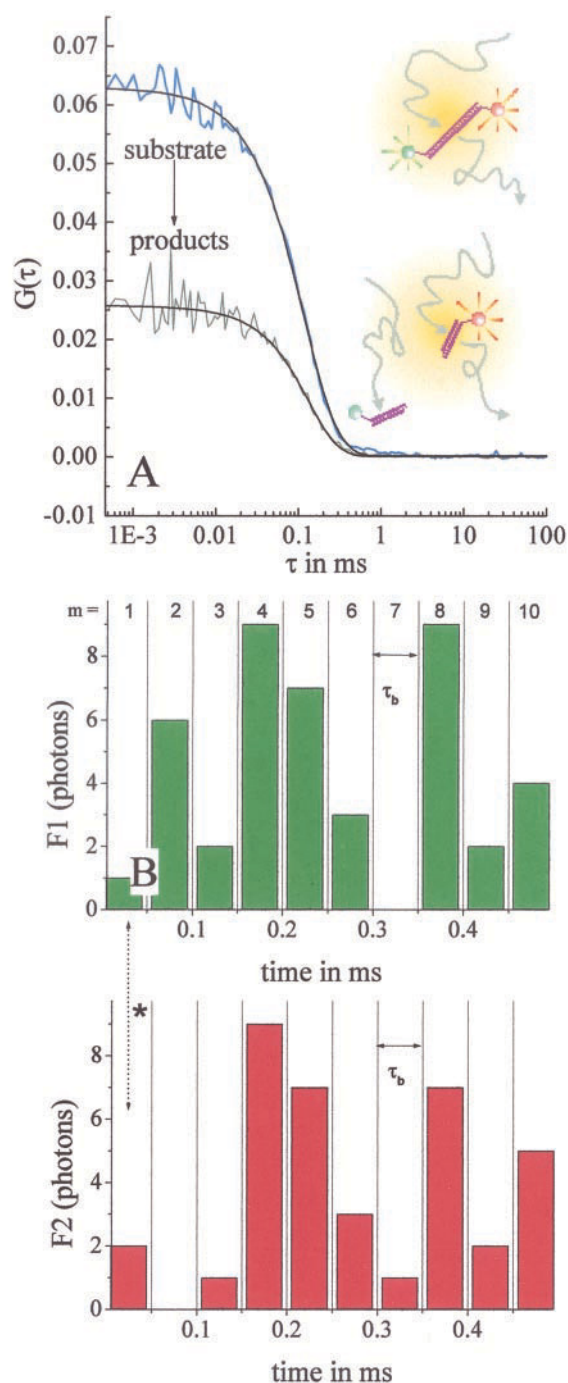 0.07
0.06
0.05
0.04
0.03
0.02
0.01
0.00
-0.01
G(τ)
substrate
products
A
1E-3 0.01 0.1 1 10 100
τ in ms
m = 1 2 3 4 5 6 7 8 9 10
8
6
4
2
0
F1 (photons)
τb
B
0.1 0.2 0.3 0.4
time in ms
*
8
6
4
2
0
F2 (photons)
τb
0.1 0.2 0.3 0.4
time in ms